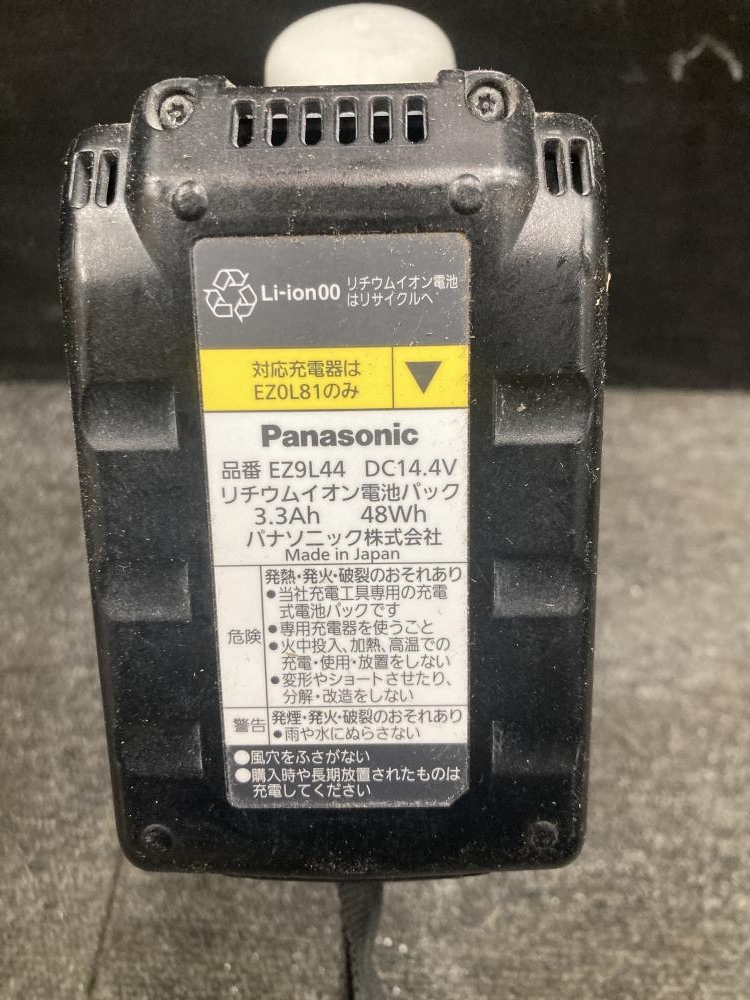 Li-ion00 リチウムイオン電池
はリサイクルへ
対応充電器は
EZ0L81のみ
Panasonic
品番 EZ9L44 DC14.4V
リチウムイオン電池パック
3.3Ah 48Wh
パナソニック株式会社
Made in Japan
危険
発熱・発火・破裂のおそれあり
●当社充電工具専用の充電
式電池パックです
●専用充電器を使うこと
●火中投入、加熱、高温での
充電・使用・放置をしない
●変形やショートさせたり、
分解・改造をしない
警告
発煙・発火・破裂のおそれあり
●雨や水にぬらさない
●風穴をふさがない
●購入時や長期放置されたものは
充電してください